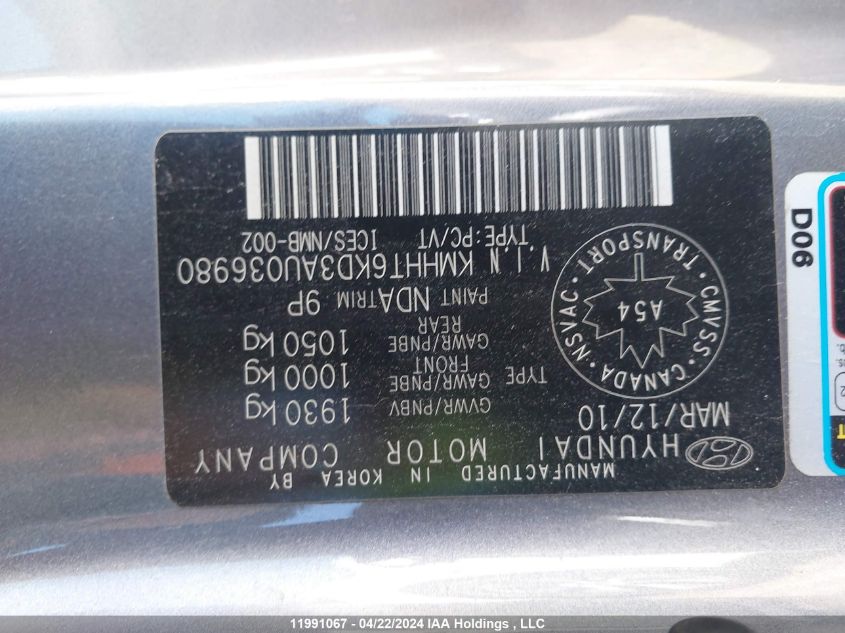 MANUFACTURED IN KOREA BY
HYUNDAI MOTOR COMPANY
MAR/12/10
GVWR/PNBV 1930 kg
TYPE GAWR/PNBE 1000 kg
FRONT
GAWR/PNBE 1050 kg
REAR
PAINT NDA TRIM 9P
V.I.N KMHHT6KD3AU036980
TYPE:PC/VT ICES/NMB-002
CANADA · NSVAC · TRANSPORT · CMVSS ·
A54
D06
11991067 - 04/22/2024 IAA Holdings , LLC